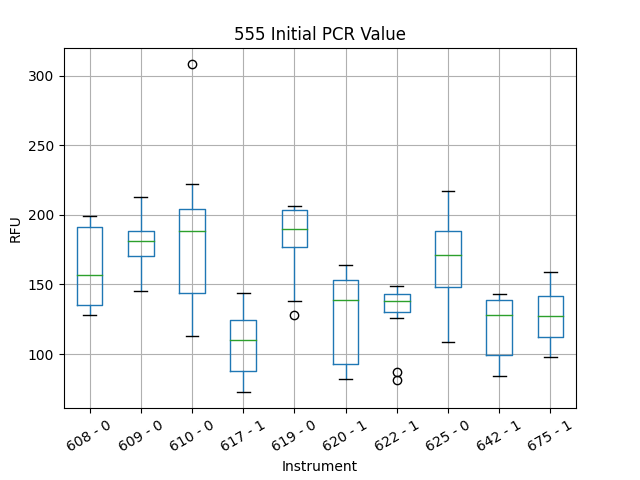 555 Initial PCR Value
RFU
300
250
200
150
100
608 - 0
609 - 0
610 - 0
617 - 1
619 - 0
620 - 1
622 - 1
625 - 0
642 - 1
675 - 1
Instrument